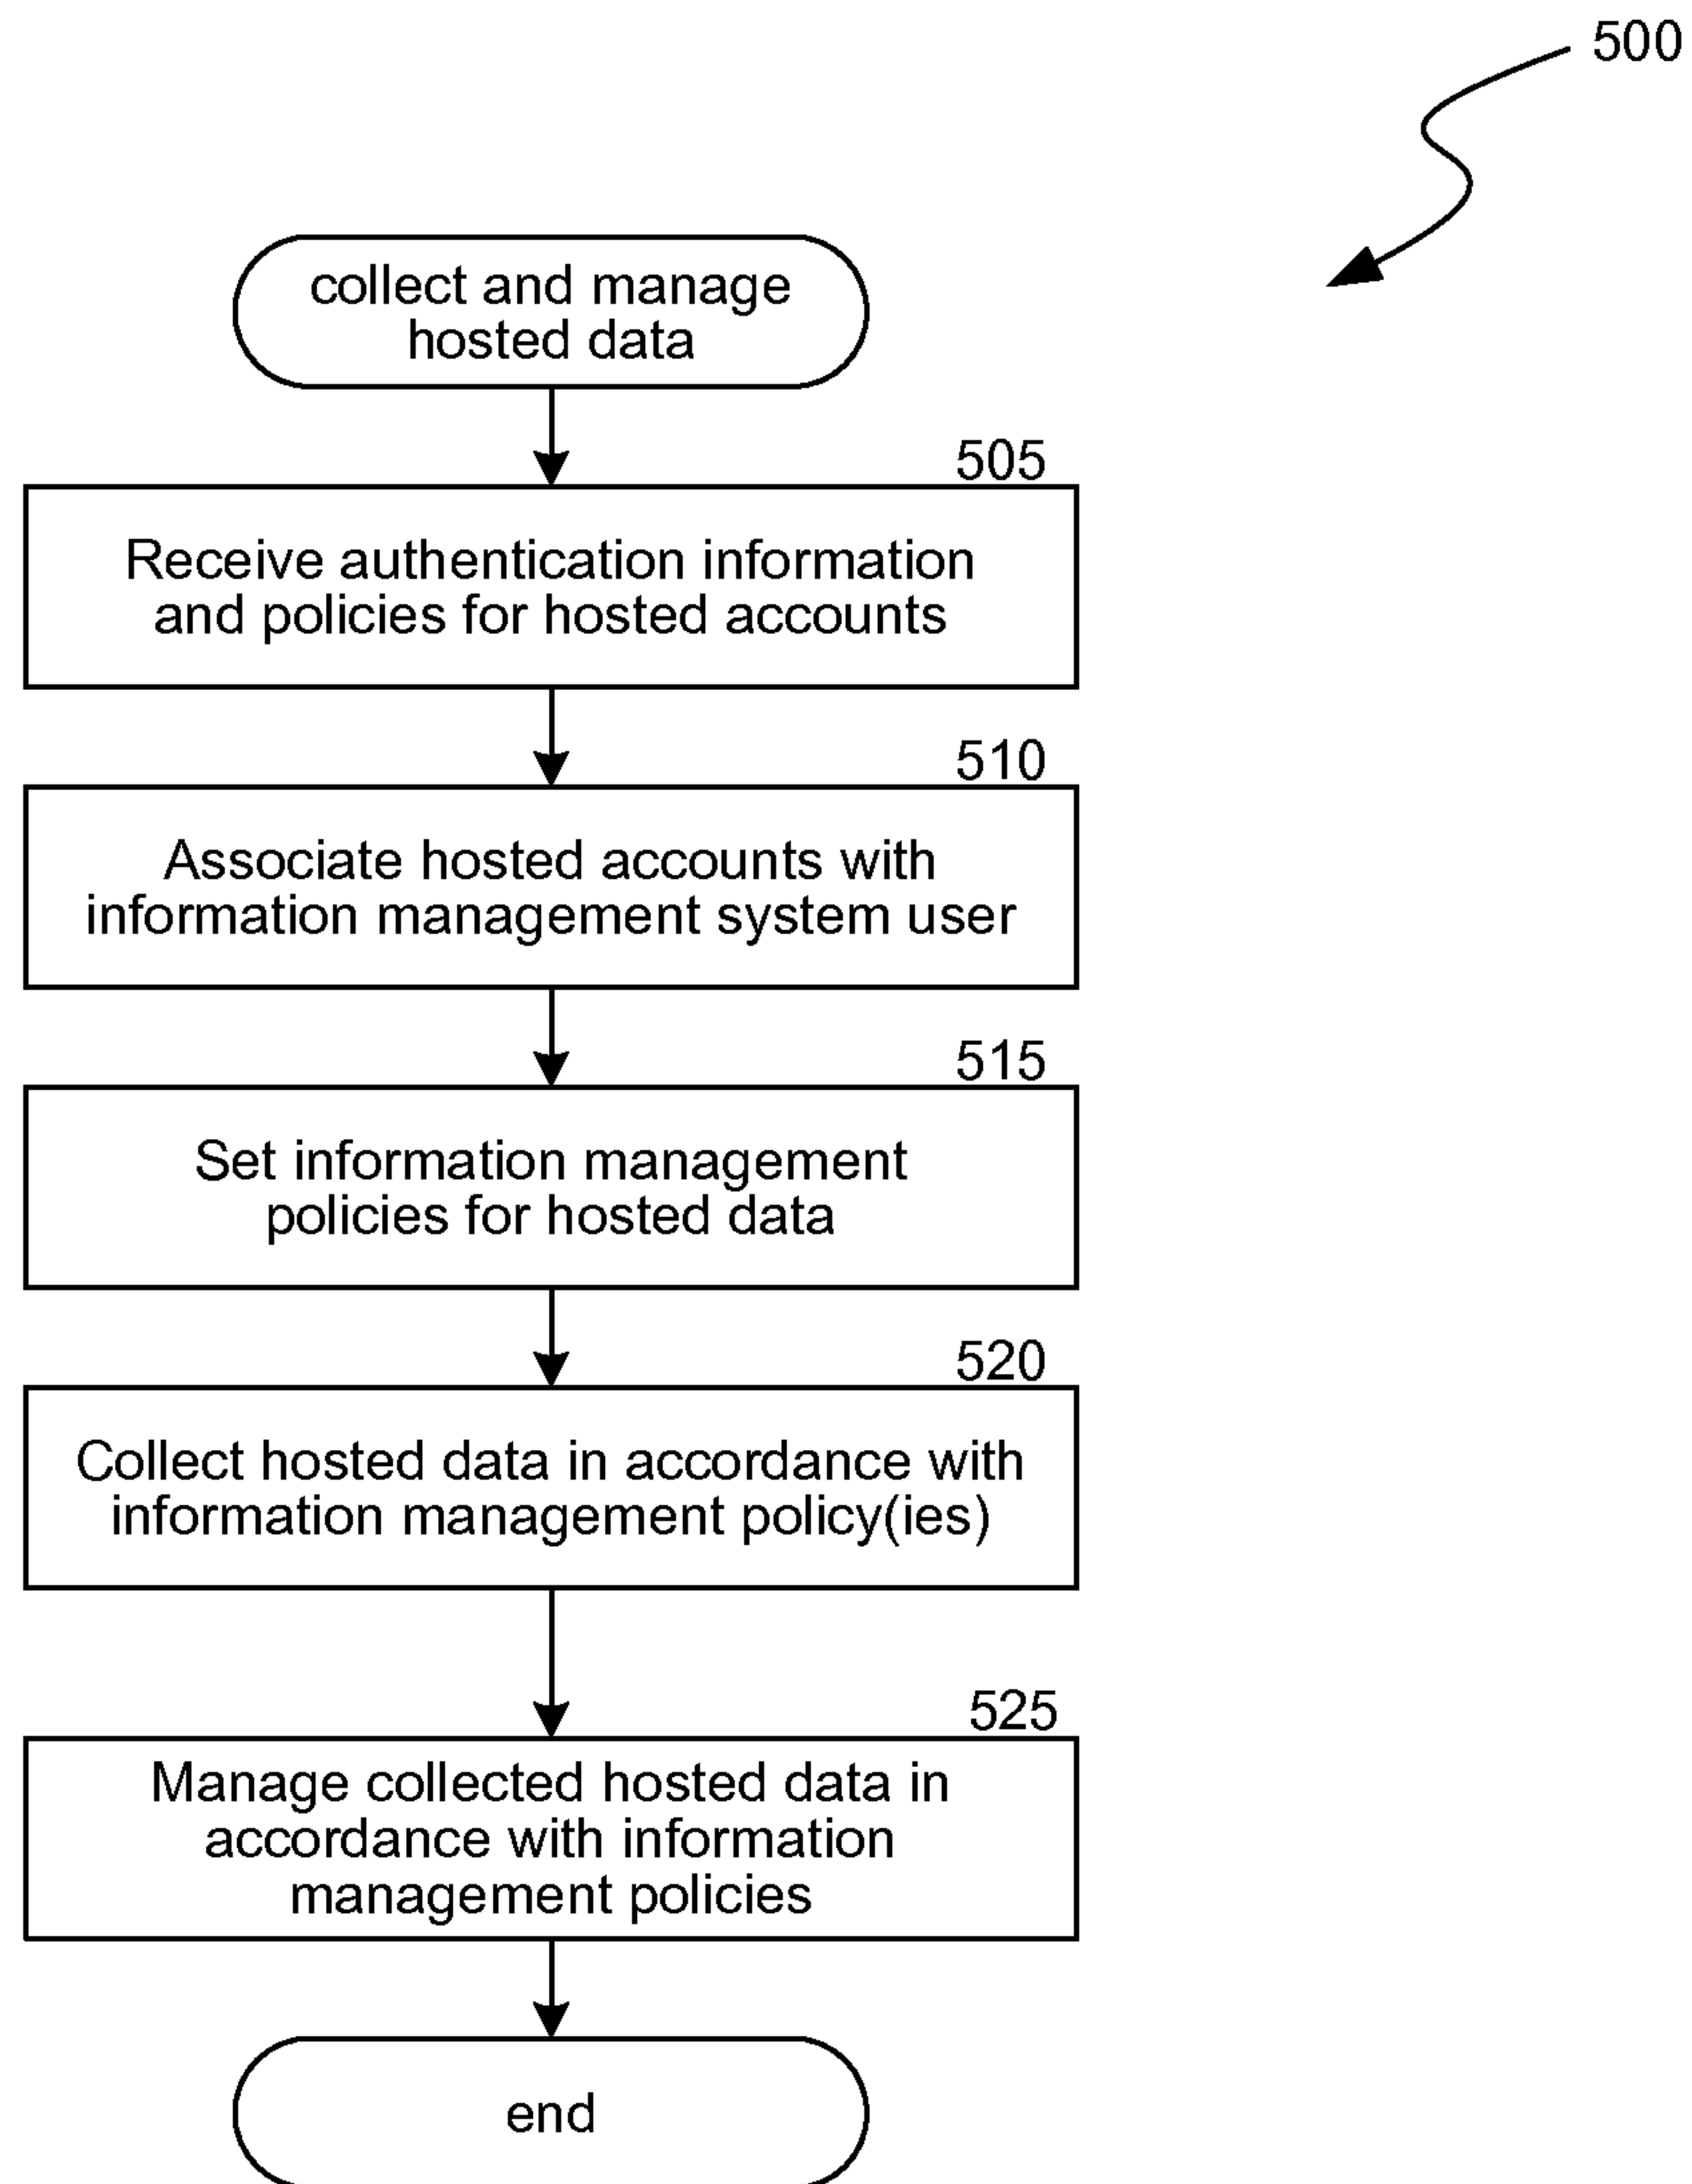 500
collect and manage
hosted data
505
Receive authentication information
and policies for hosted accounts
510
Associate hosted accounts with
information management system user
515
Set information management
policies for hosted data
520
Collect hosted data in accordance with
information management policy(ies)
525
Manage collected hosted data in
accordance with information
management policies
end